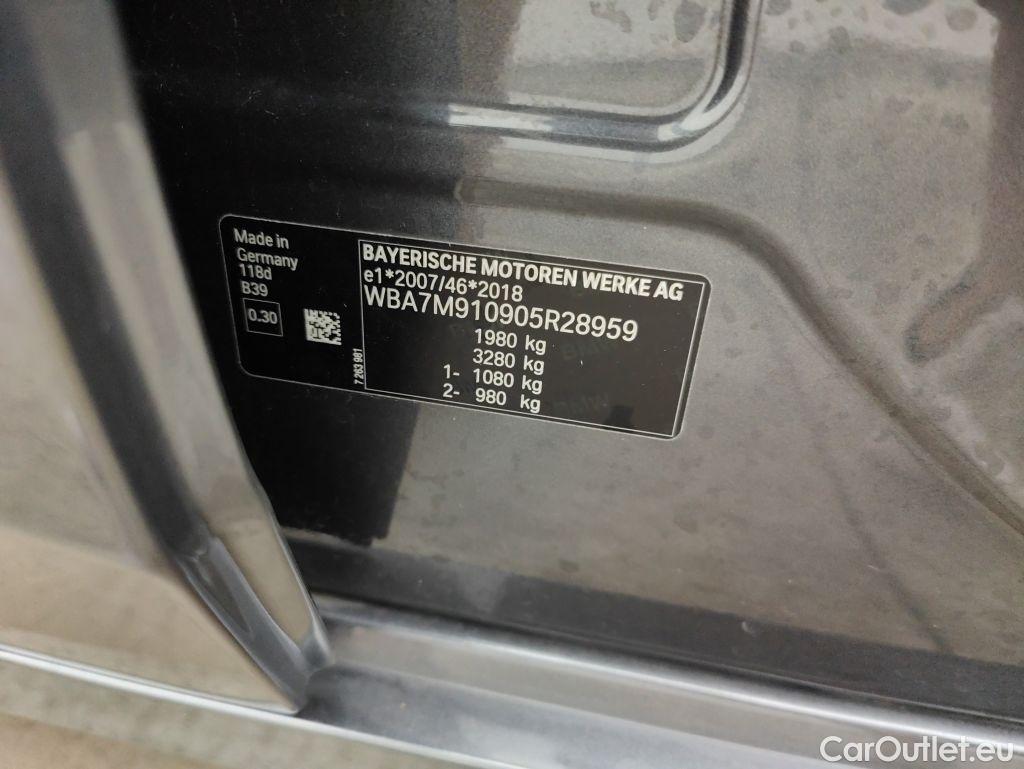 Made in
Germany
118d
B39
0.30
7 263 981
BAYERISCHE MOTOREN WERKE AG
e1*2007/46*2018
WBA7M910905R28959
1980 kg
3280 kg
1- 1080 kg
2- 980 kg
CarOutlet.eu